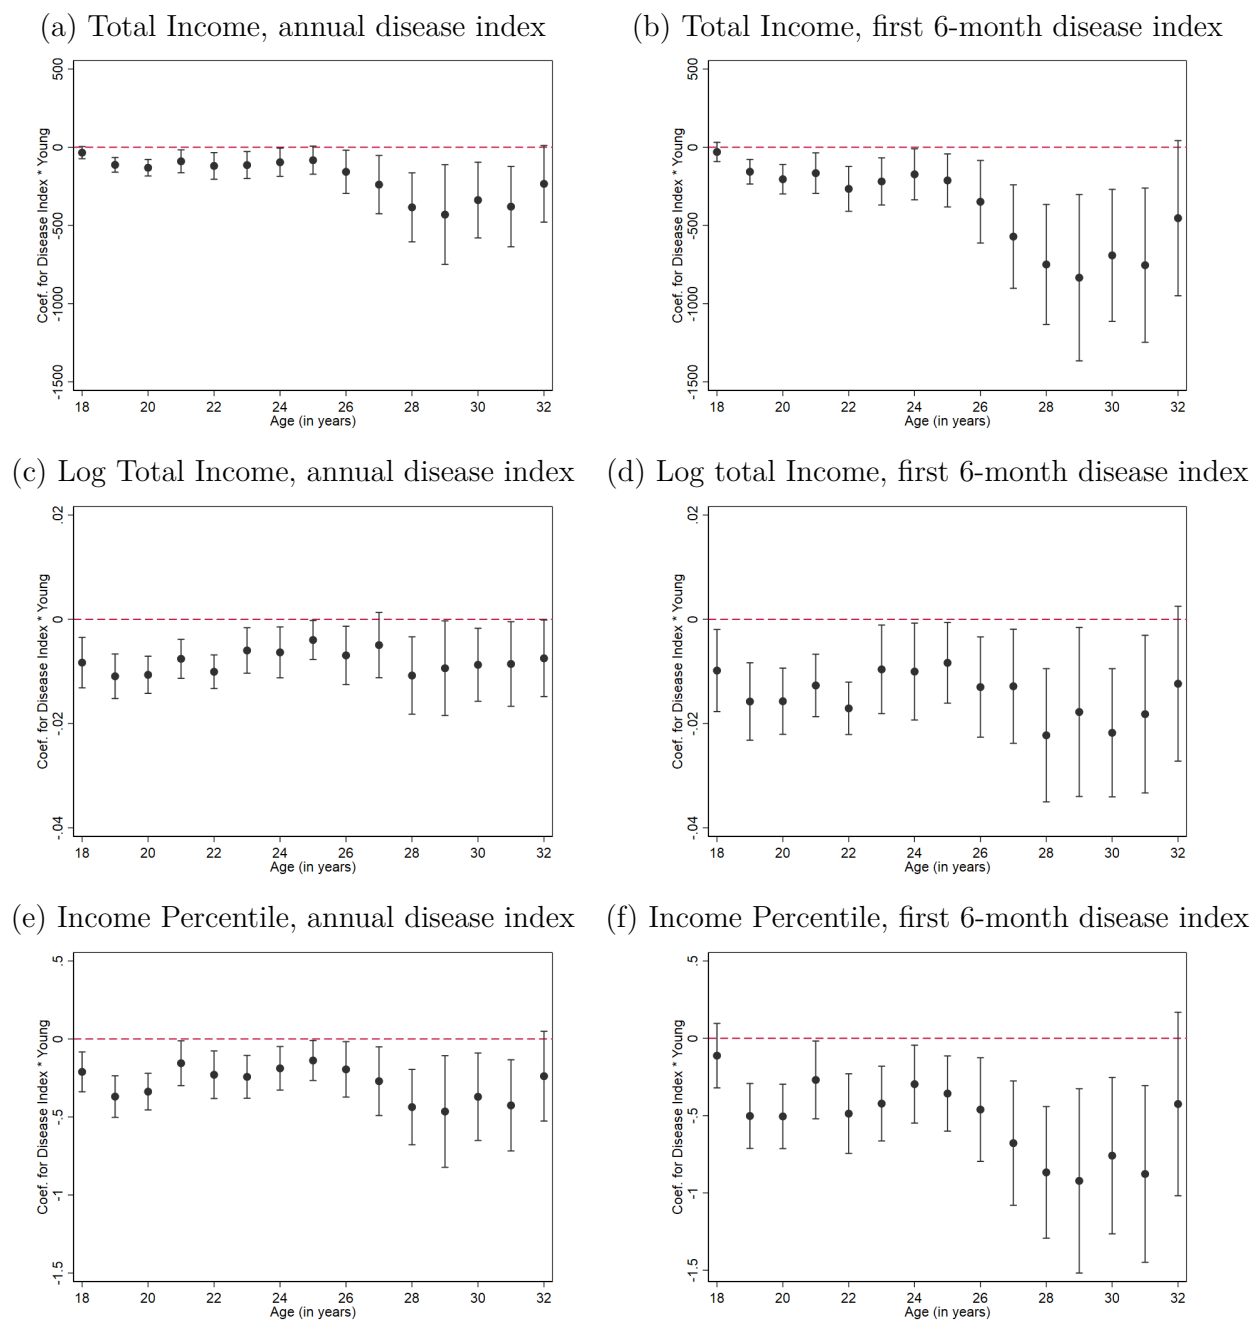 (a) Total Income, annual disease index
(b) Total Income, first 6-month disease index
500
0
-500
-1000
-1500
Coef. for Disease Index * Young
18 20 22 24 26 28 30 32
Age (in years)
500
0
-500
-1000
-1500
Coef. for Disease Index * Young
18 20 22 24 26 28 30 32
Age (in years)
(c) Log Total Income, annual disease index
(d) Log total Income, first 6-month disease index
.02
0
-.02
-.04
Coef. for Disease Index * Young
18 20 22 24 26 28 30 32
Age (in years)
.02
0
-.02
-.04
Coef. for Disease Index * Young
18 20 22 24 26 28 30 32
Age (in years)
(e) Income Percentile, annual disease index
(f) Income Percentile, first 6-month disease index
.5
0
-.5
-1
-1.5
Coef. for Disease Index * Young
18 20 22 24 26 28 30 32
Age (in years)
.5
0
-.5
-1
-1.5
Coef. for Disease Index * Young
18 20 22 24 26 28 30 32
Age (in years)